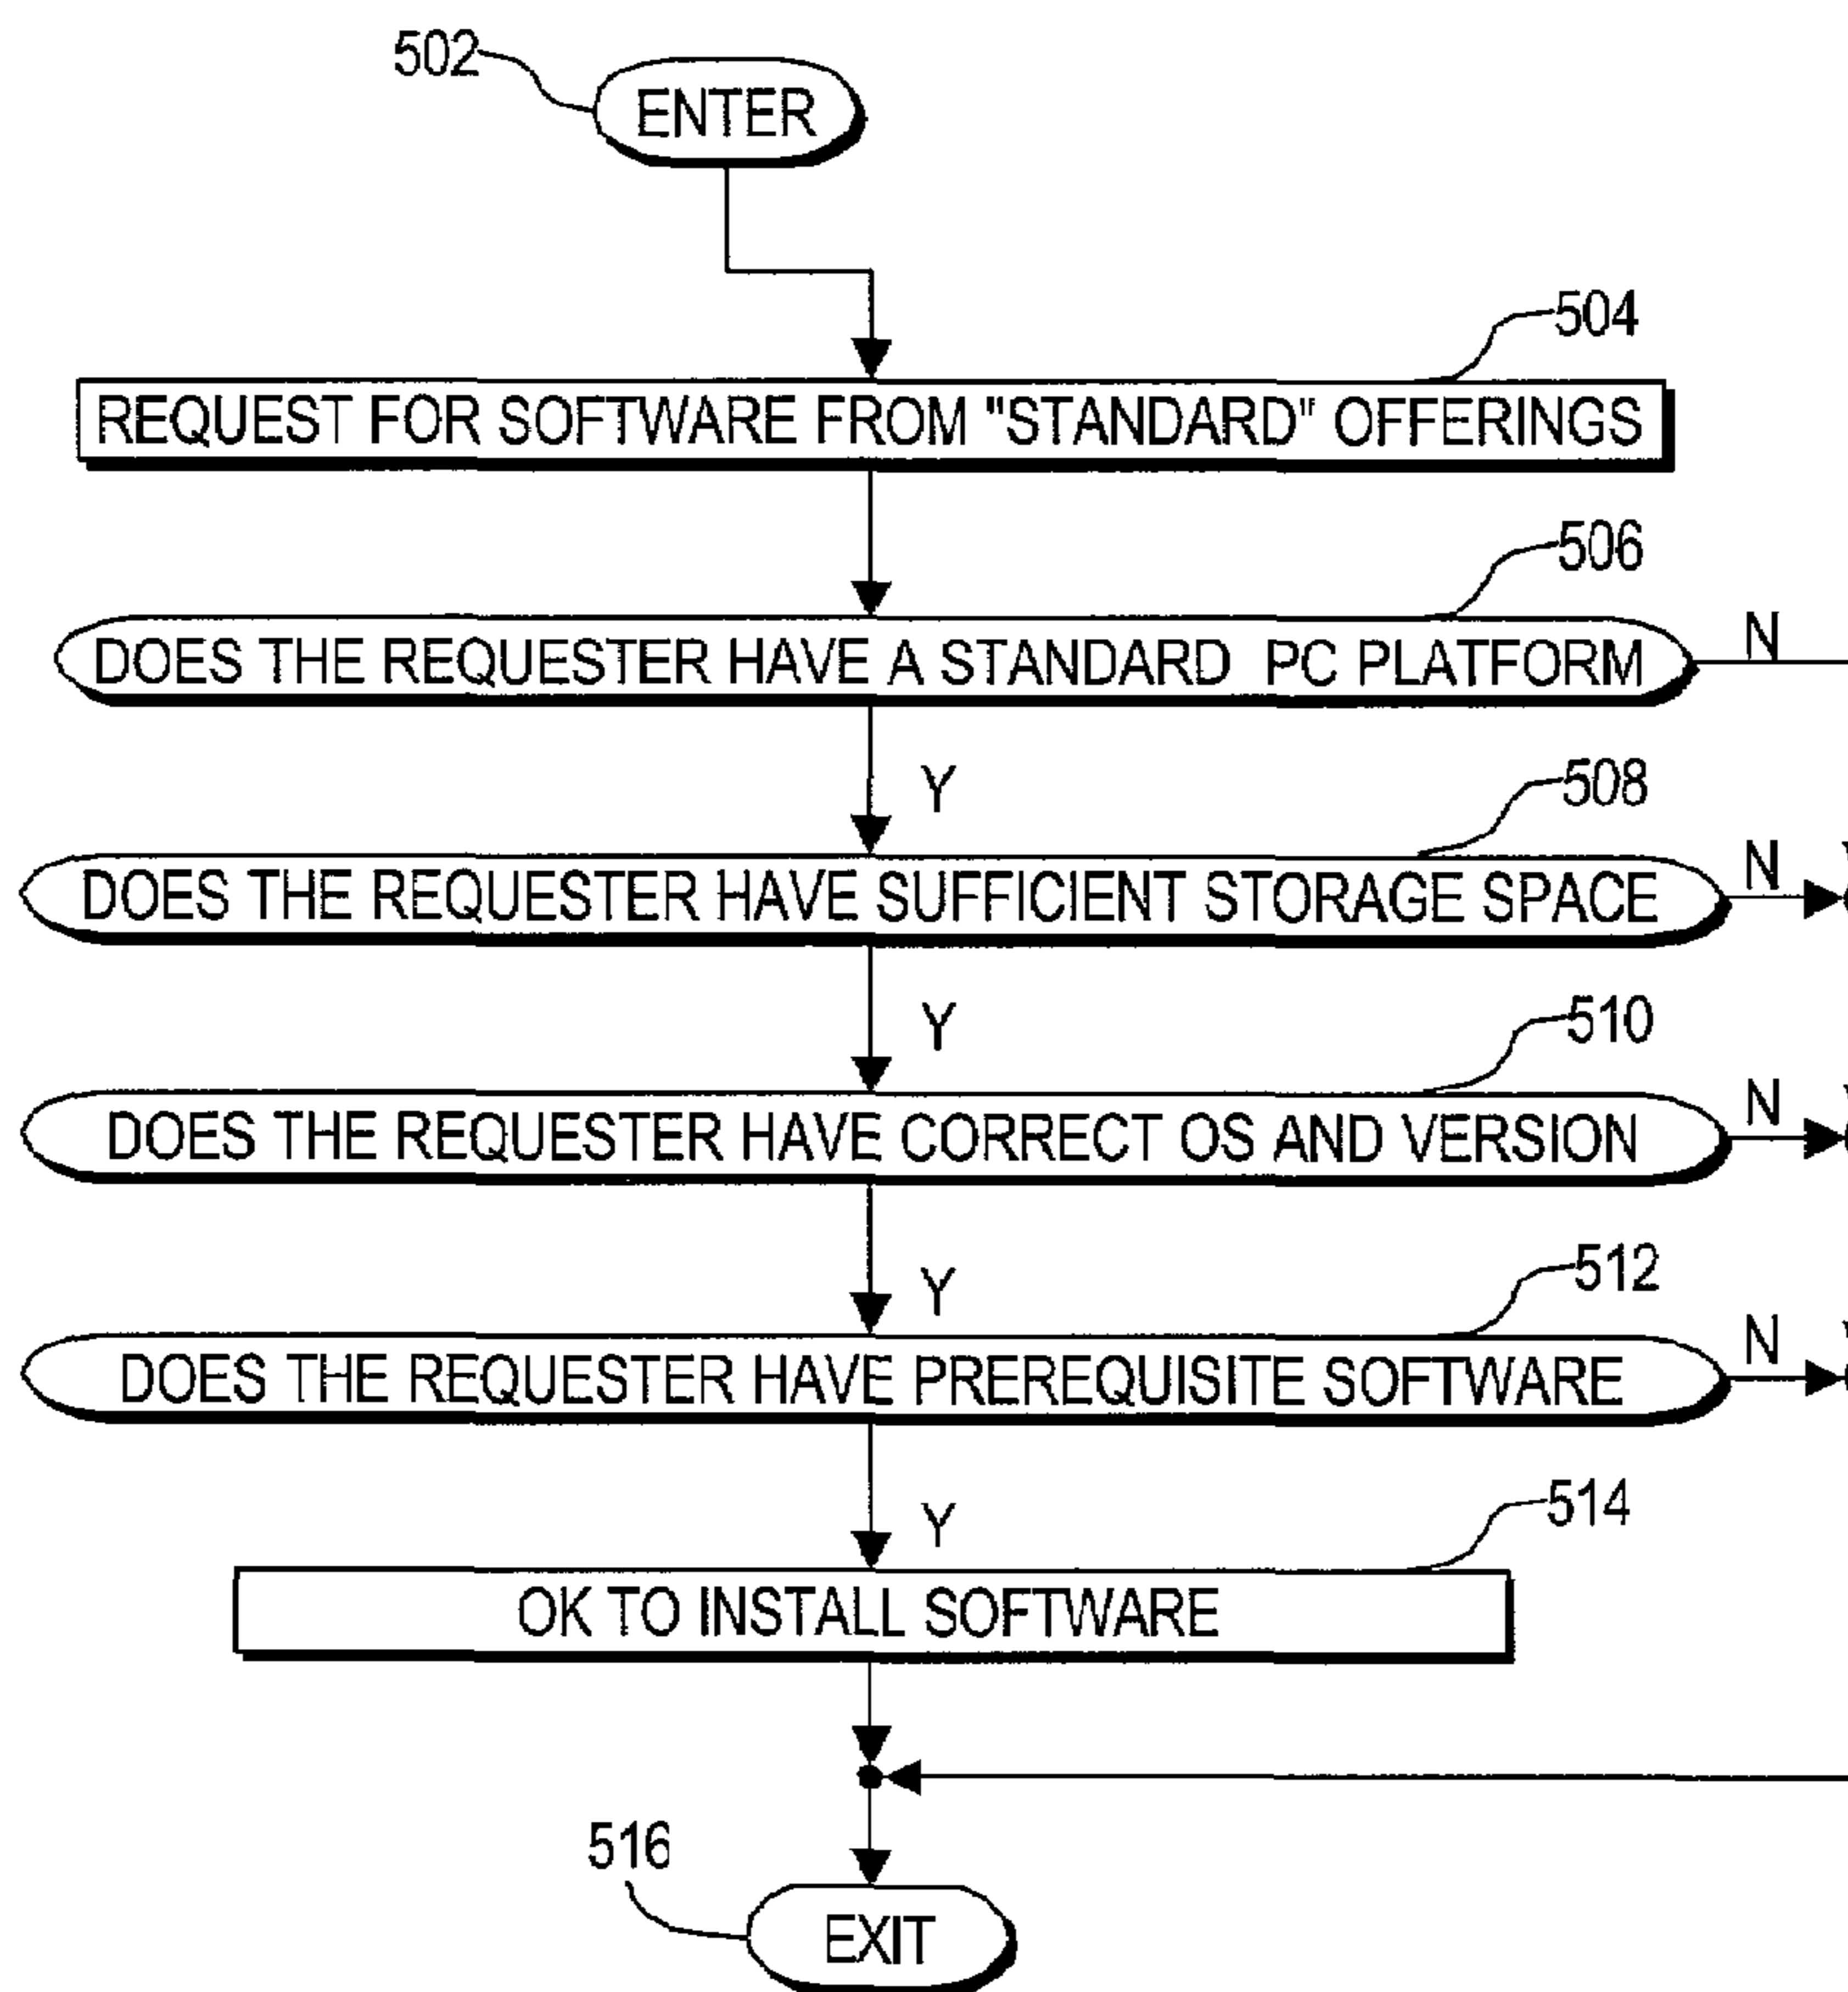 502
ENTER
504
REQUEST FOR SOFTWARE FROM "STANDARD" OFFERINGS
506
DOES THE REQUESTER HAVE A STANDARD PC PLATFORM
N
Y
508
DOES THE REQUESTER HAVE SUFFICIENT STORAGE SPACE
N
Y
510
DOES THE REQUESTER HAVE CORRECT OS AND VERSION
N
Y
512
DOES THE REQUESTER HAVE PREREQUISITE SOFTWARE
N
Y
514
OK TO INSTALL SOFTWARE
516
EXIT